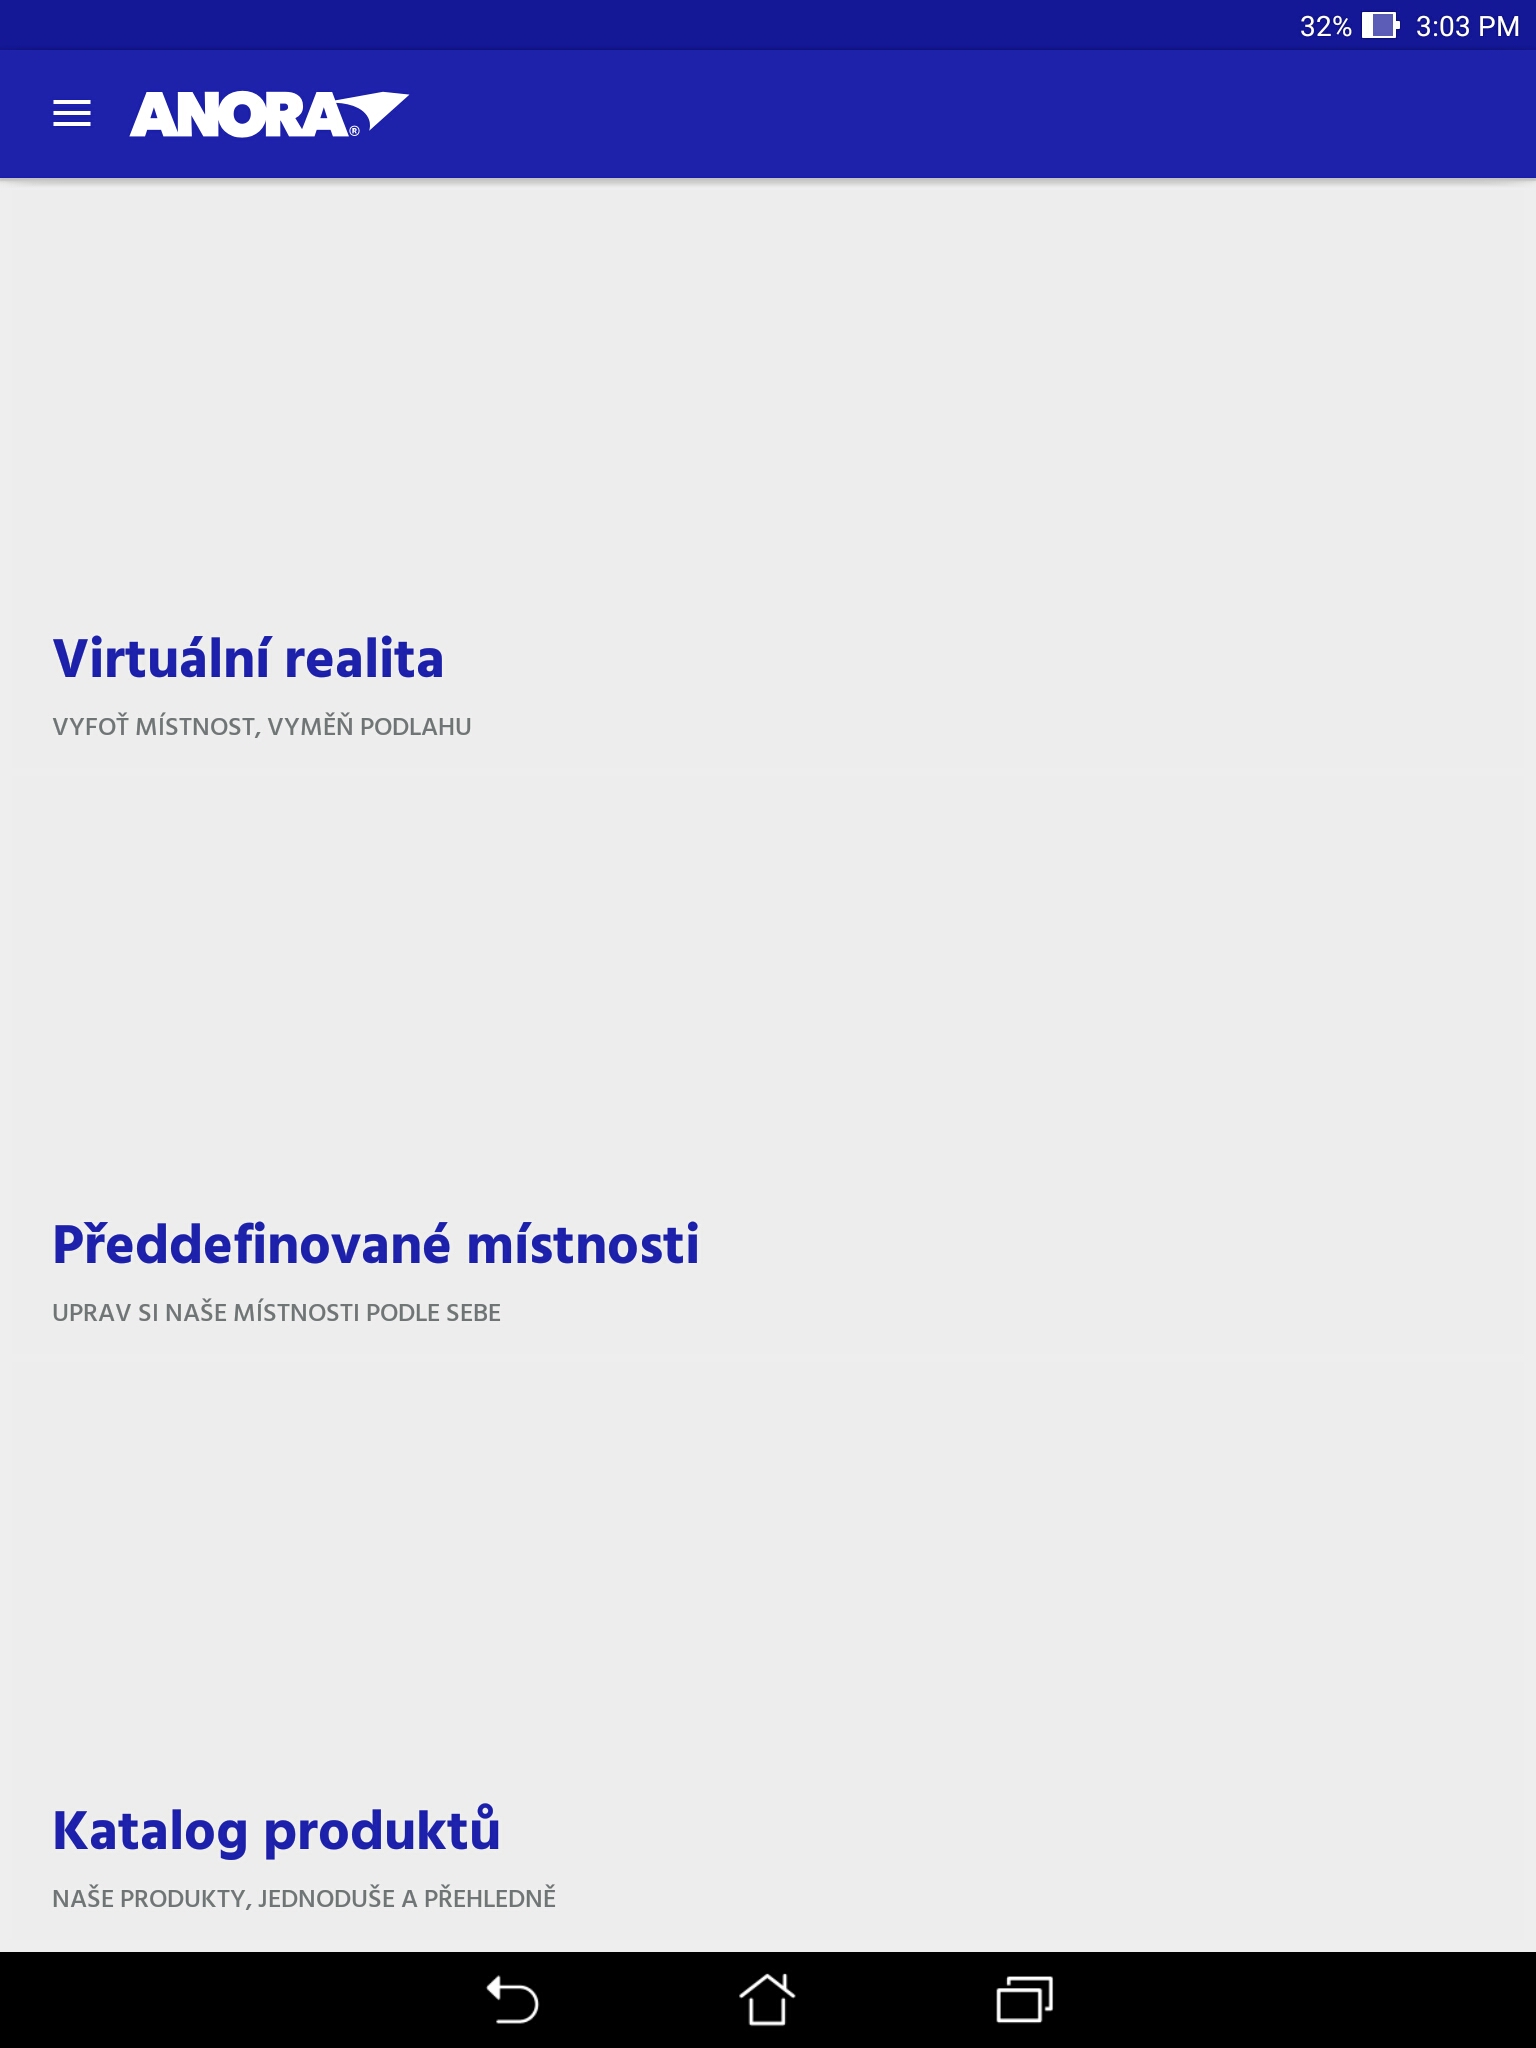 32% 3:03 PM
ANORA®
Virtuální realita
VYFOŤ MÍSTNOST, VYMĚŇ PODLAHU
Předdefinované místnosti
UPRAV SI NAŠE MÍSTNOSTI PODLE SEBE
Katalog produktů
NAŠE PRODUKTY, JEDNODUŠE A PŘEHLEDNĚ